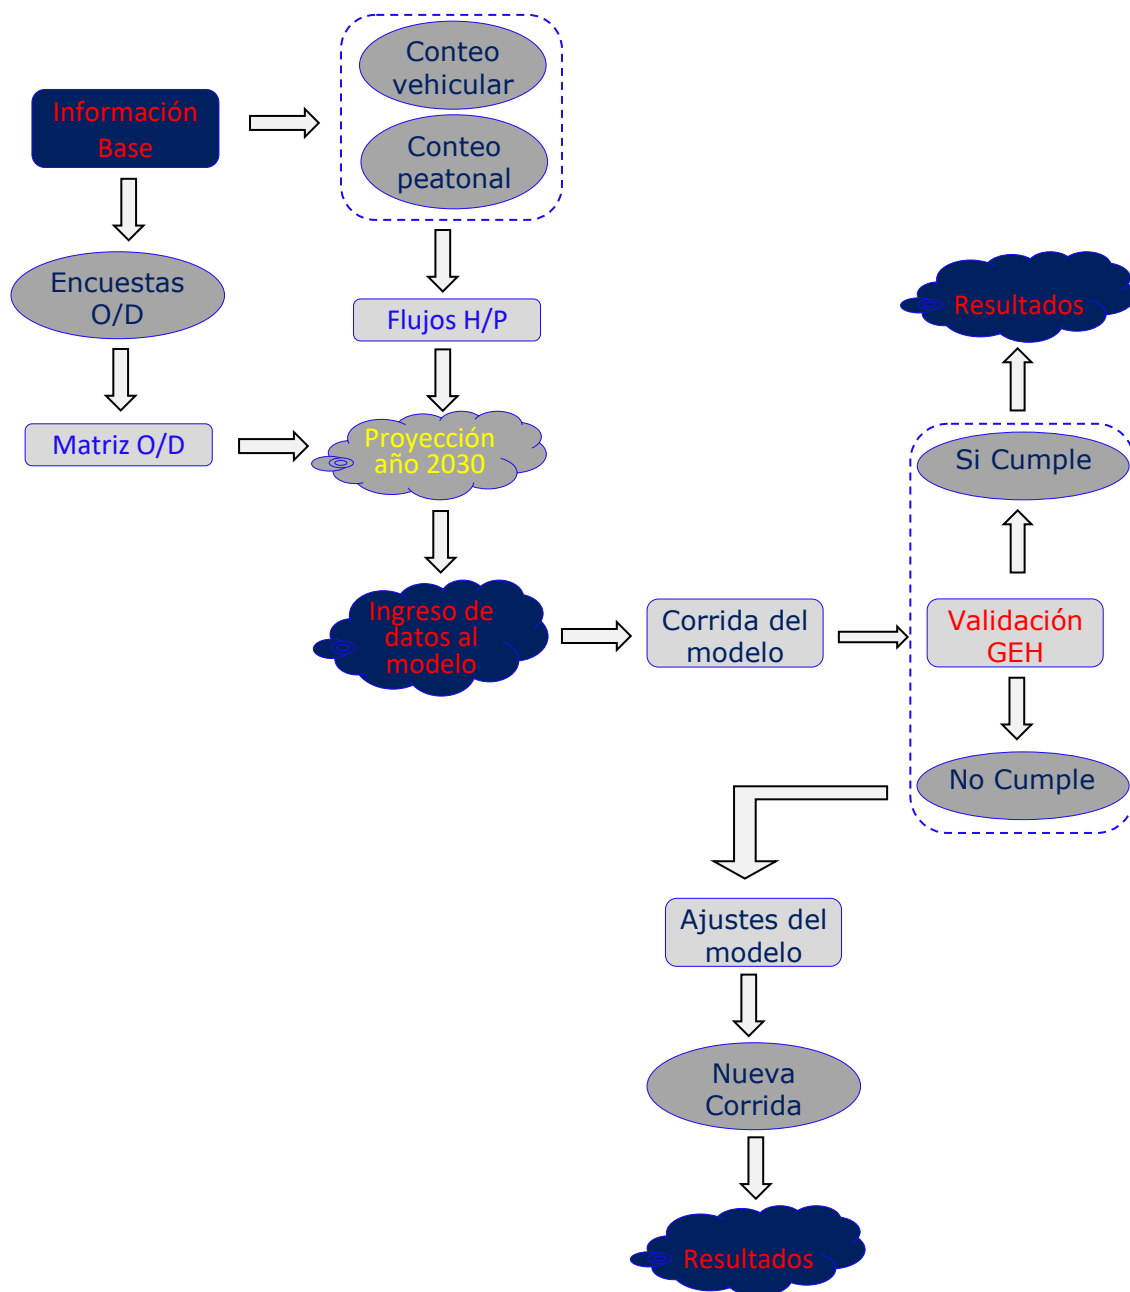 Conteo
vehicular
Información
Base
Conteo
peatonal
Encuestas
O/D
Resultados
Flujos H/P
Matriz O/D
Proyección
año 2030
Si Cumple
Ingreso de
datos al
modelo
Corrida del
modelo
Validación
GEH
No Cumple
Ajustes del
modelo
Nueva
Corrida
Resultados